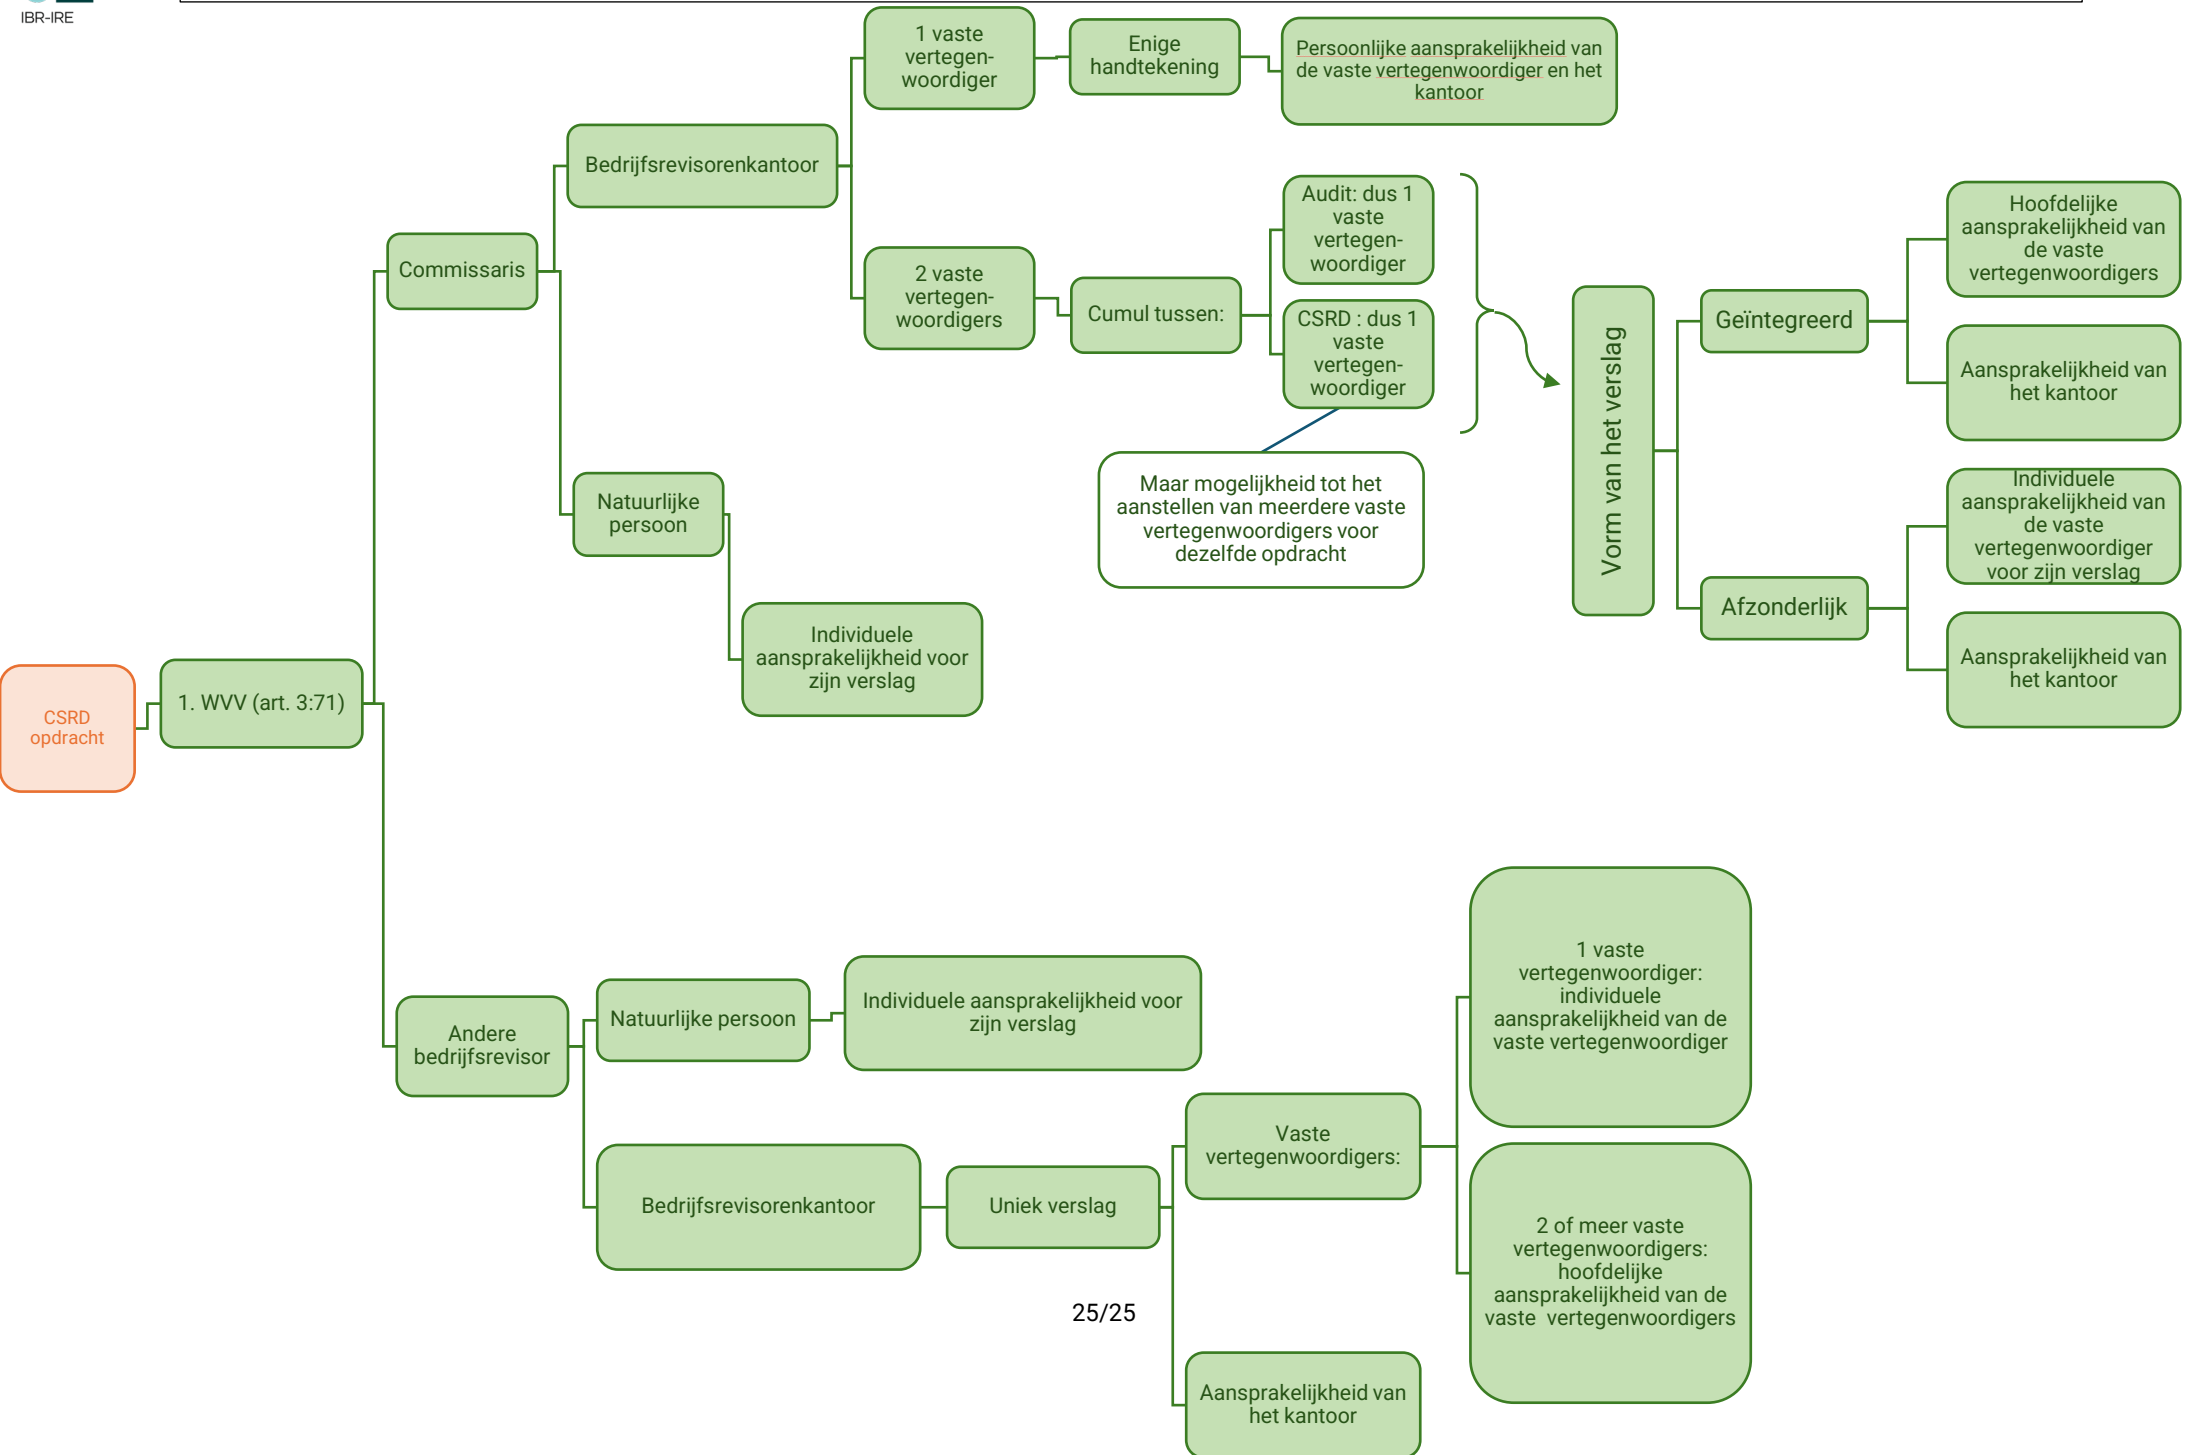 IBR-IRE
1 vaste
vertegen-
woordiger
Enige
handtekening
Persoonlijke aansprakelijkheid van
de vaste vertegenwoordiger en het
kantoor
Bedrijfsrevisorenkantoor
Commissaris
2 vaste
vertegen-
woordigers
Cumul tussen:
Audit: dus 1
vaste
vertegen-
woordiger
CSRD : dus 1
vaste
vertegen-
woordiger
Maar mogelijkheid tot het
aanstellen van meerdere vaste
vertegenwoordigers voor
dezelfde opdracht
Vorm van het verslag
Geïntegreerd
Hoofdelijke
aansprakelijkheid van
de vaste
vertegenwoordigers
Aansprakelijkheid van
het kantoor
Afzonderlijk
Individuele
aansprakelijkheid van
de vaste
vertegenwoordiger
voor zijn verslag
Aansprakelijkheid van
het kantoor
Natuurlijke
persoon
Individuele
aansprakelijkheid voor
zijn verslag
CSRD
opdracht
1. WVV (art. 3:71)
Andere
bedrijfsrevisor
Natuurlijke persoon
Individuele aansprakelijkheid voor
zijn verslag
Bedrijfsrevisorenkantoor
Uniek verslag
Vaste
vertegenwoordigers:
1 vaste
vertegenwoordiger:
individuele
aansprakelijkheid van de
vaste vertegenwoordiger
2 of meer vaste
vertegenwoordigers:
hoofdelijke
aansprakelijkheid van de
vaste  vertegenwoordigers
Aansprakelijkheid van
het kantoor
25/25